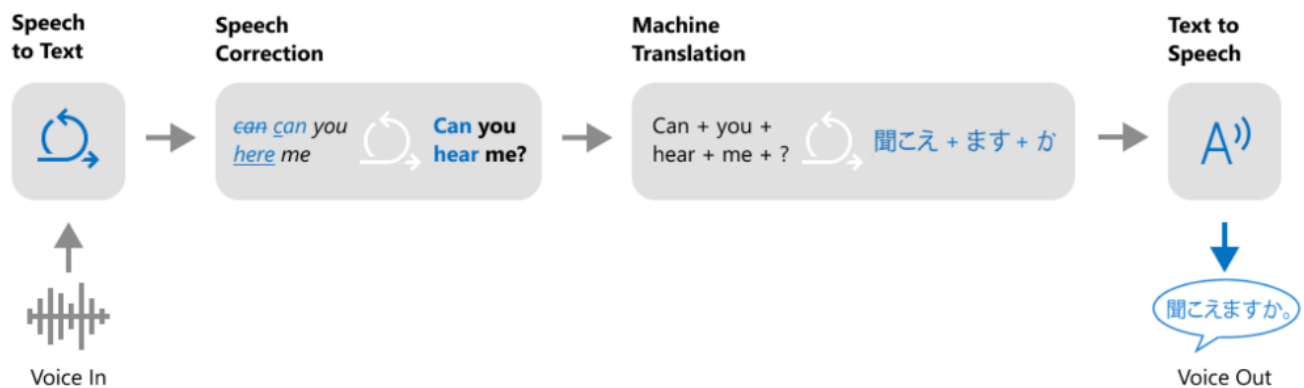 Speech
to Text
Speech
Correction
Machine
Translation
Text to
Speech
can can you
here me
Can you
hear me?
Can + you +
hear + me + ?
聞こえ + ます + か
A
聞こえますか。
Voice In
Voice Out